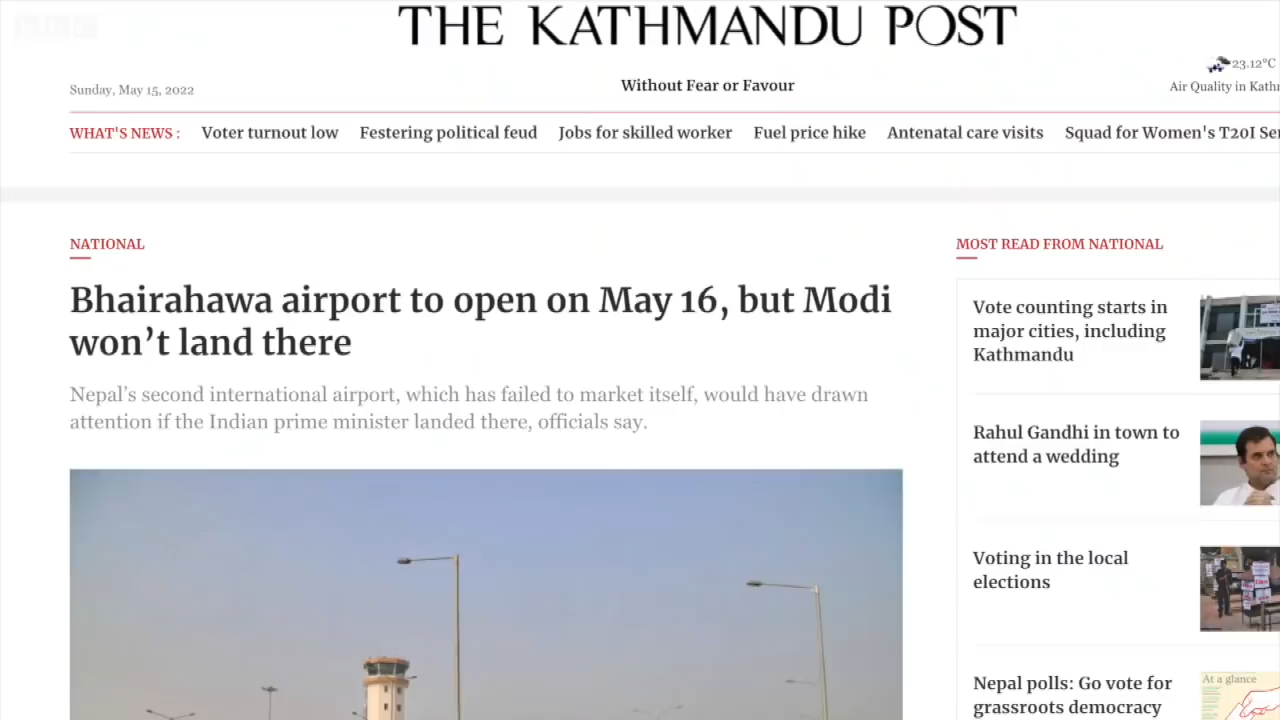 BBC
THE KATHMANDU POST
23.12°C
Sunday, May 15, 2022
Without Fear or Favour
Air Quality in Kath
WHAT'S NEWS : Voter turnout low Festering political feud Jobs for skilled worker Fuel price hike Antenatal care visits Squad for Women's T20I Se
NATIONAL
Bhairahawa airport to open on May 16, but Modi
won't land there
Nepal's second international airport, which has failed to market itself, would have drawn
attention if the Indian prime minister landed there, officials say.
MOST READ FROM NATIONAL
Vote counting starts in
major cities, including
Kathmandu
Rahul Gandhi in town to
attend a wedding
Voting in the local
elections
Nepal polls: Go vote for
grassroots democracy
At a glance